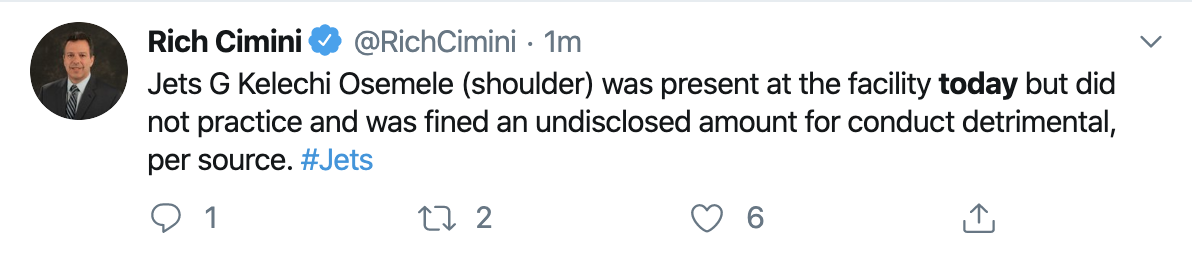 Rich Cimini @RichCimini · 1m
Jets G Kelechi Osemele (shoulder) was present at the facility today but did
not practice and was fined an undisclosed amount for conduct detrimental,
per source. #Jets
1 2 6